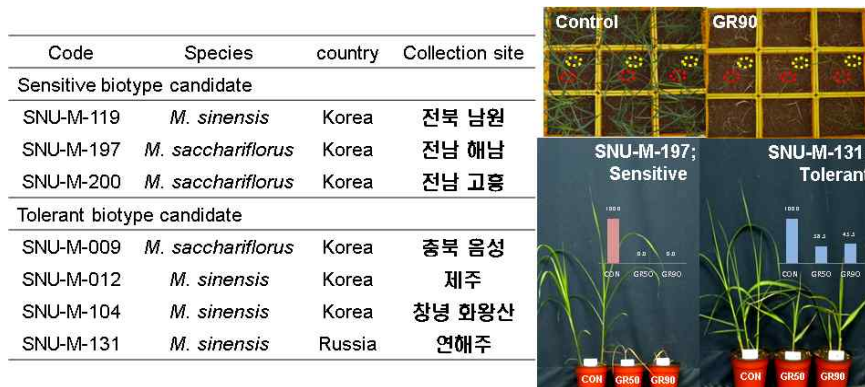 Code Species country Collection site
Sensitive biotype candidate
SNU-M-119 M. sinensis Korea 전북 남원
SNU-M-197 M. sacchariflorus Korea 전남 해남
SNU-M-200 M. sacchariflorus Korea 전남 고흥
Tolerant biotype candidate
SNU-M-009 M. sacchariflorus Korea 충북 음성
SNU-M-012 M. sinensis Korea 제주
SNU-M-104 M. sinensis Korea 창녕 화왕산
SNU-M-131 M. sinensis Russia 연해주
Control GR90
SNU-M-197;
Sensitive
100.0
0.0 0.0
CON GR50 GR90
CON GR50 GR90
SNU-M-131
Tolerant
100.0
CON GR50 GR90
CON GR50 GR90